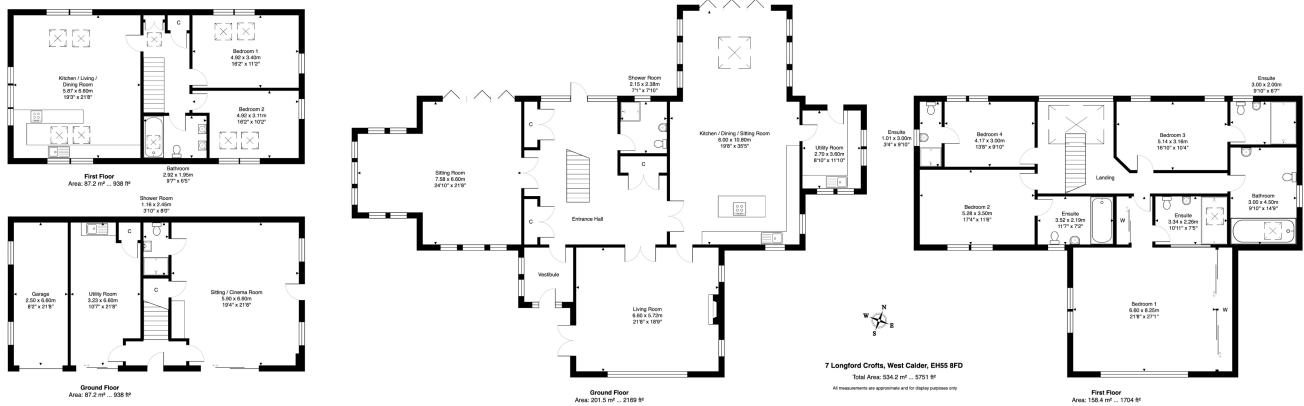 C
Kitchen / Living /
Dining Room
5.87 x 6.60m
19'3" x 21'8"
Bedroom 1
4.92 x 3.40m
16'2" x 11'2"
Bedroom 2
4.92 x 3.11m
16'2" x 10'2"
Bathroom
2.92 x 1.95m
9'7" x 6'5"
First Floor
Area: 87.2 m² ... 938 ft²
Shower Room
1.16 x 2.45m
3'10" x 8'0"
C
C
Garage
2.50 x 6.60m
8'2" x 21'8"
Utility Room
3.23 x 6.60m
10'7" x 21'8"
Sitting / Cinema Room
5.90 x 6.60m
19'4" x 21'8"
Ground Floor
Area: 87.2 m² ... 938 ft²
Shower Room
2.15 x 2.38m
7'1" x 7'10"
C
C
C
Sitting Room
7.58 x 6.60m
24'10" x 21'8"
Kitchen / Dining / Sitting Room
6.00 x 10.80m
19'8" x 35'5"
Utility Room
2.70 x 3.60m
8'10" x 11'10"
Entrance Hall
Vestibule
Living Room
6.60 x 5.72m
21'8" x 18'9"
Ground Floor
Area: 201.5 m² ... 2169 ft²
N
W
E
S
7 Longford Crofts, West Calder, EH55 8FD
Total Area: 534.2 m² ... 5751 ft²
All measurements are approximate and for display purposes only
Ensuite
1.01 x 3.00m
3'4" x 9'10"
Bedroom 4
4.17 x 3.00m
13'8" x 9'10"
Bedroom 3
5.14 x 3.16m
16'10" x 10'4"
Ensuite
3.00 x 2.00m
9'10" x 6'7"
Landing
Bedroom 2
5.28 x 3.50m
17'4" x 11'6"
Ensuite
3.52 x 2.19m
11'7" x 7'2"
W
Ensuite
3.34 x 2.26m
10'11" x 7'5"
Bathroom
3.00 x 4.50m
9'10" x 14'9"
Bedroom 1
6.60 x 8.25m
21'8" x 27'1"
W
First Floor
Area: 158.4 m² ... 1704 ft²